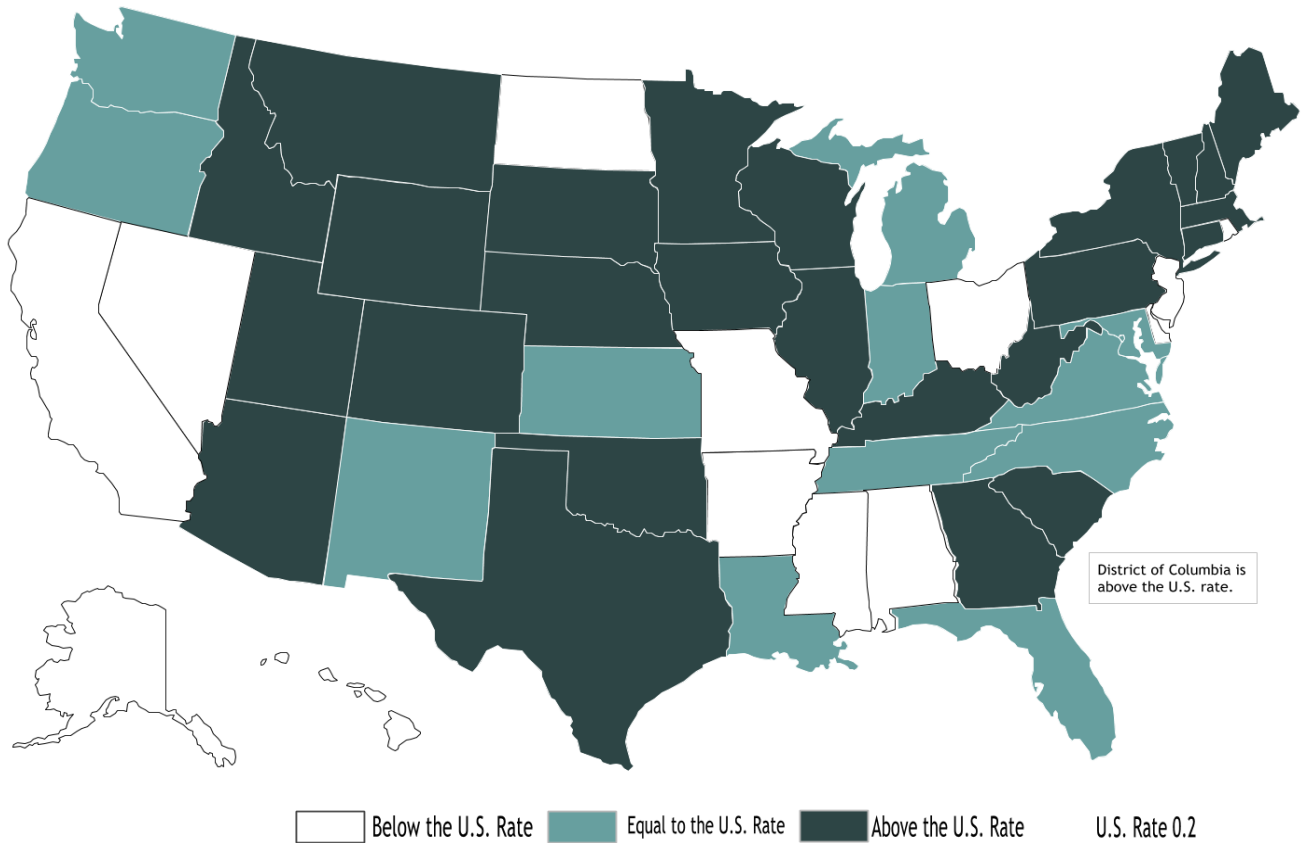 District of Columbia is
above the U.S. rate.
Below the U.S. Rate
Equal to the U.S. Rate
Above the U.S. Rate
U.S. Rate 0.2